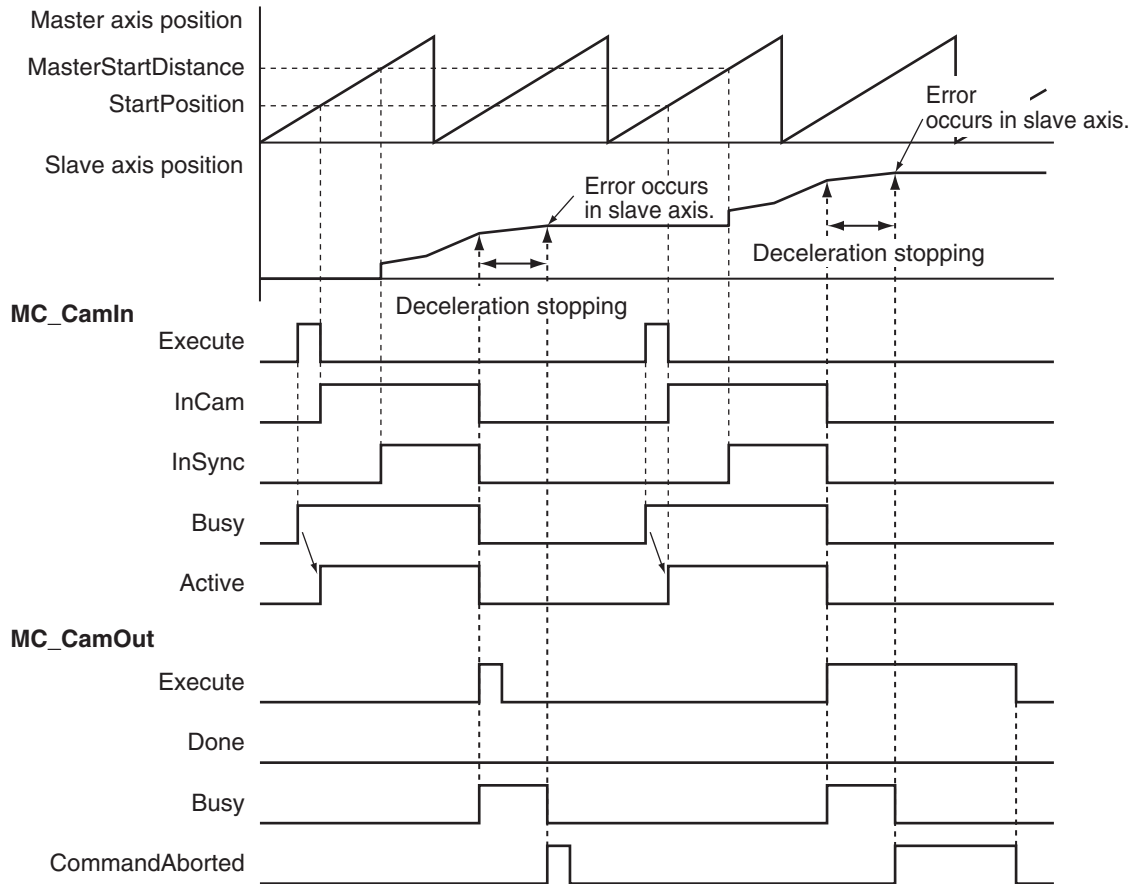 Master axis position
MasterStartDistance
StartPosition
Error
occurs in slave axis.
Slave axis position
Error occurs
in slave axis.
Deceleration stopping
Deceleration stopping
MC_CamIn
Execute
InCam
InSync
Busy
Active
MC_CamOut
Execute
Done
Busy
CommandAborted